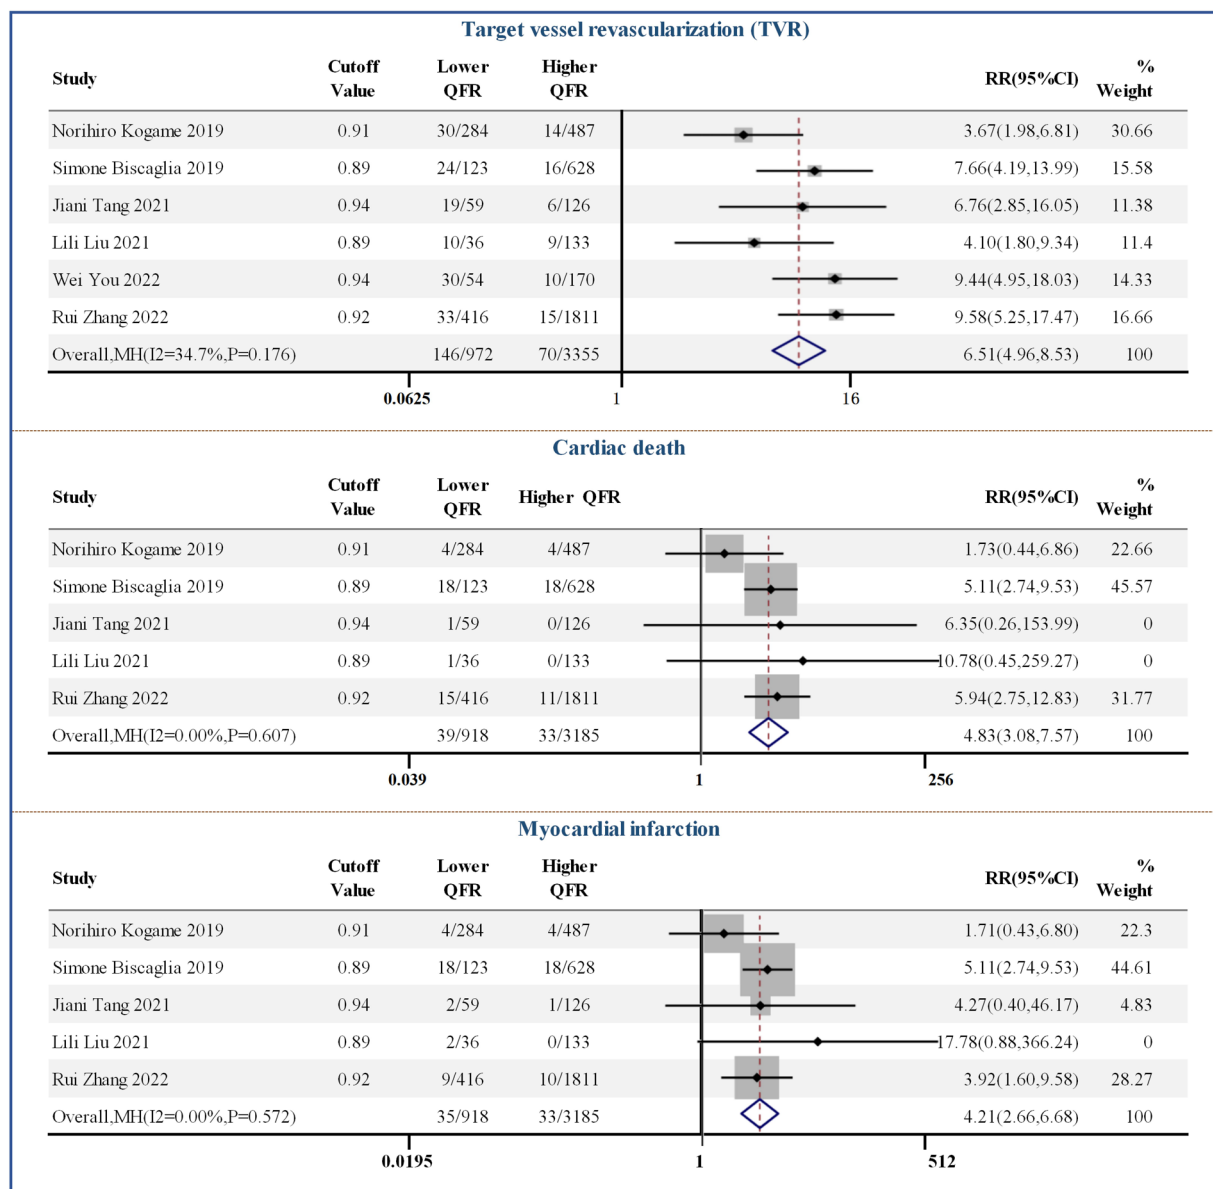 Target vessel revascularization (TVR)
Study Cutoff Value Lower QFR Higher QFR RR(95%CI) % Weight
Norihiro Kogame 2019 0.91 30/284 14/487 3.67(1.98,6.81) 30.66
Simone Biscaglia 2019 0.89 24/123 16/628 7.66(4.19,13.99) 15.58
Jiani Tang 2021 0.94 19/59 6/126 6.76(2.85,16.05) 11.38
Lili Liu 2021 0.89 10/36 9/133 4.10(1.80,9.34) 11.4
Wei You 2022 0.94 30/54 10/170 9.44(4.95,18.03) 14.33
Rui Zhang 2022 0.92 33/416 15/1811 9.58(5.25,17.47) 16.66
Overall,MH(I2=34.7%,P=0.176) 146/972 70/3355 6.51(4.96,8.53) 100
0.0625 1 16
Cardiac death
Study Cutoff Value Lower QFR Higher QFR RR(95%CI) % Weight
Norihiro Kogame 2019 0.91 4/284 4/487 1.73(0.44,6.86) 22.66
Simone Biscaglia 2019 0.89 18/123 18/628 5.11(2.74,9.53) 45.57
Jiani Tang 2021 0.94 1/59 0/126 6.35(0.26,153.99) 0
Lili Liu 2021 0.89 1/36 0/133 10.78(0.45,259.27) 0
Rui Zhang 2022 0.92 15/416 11/1811 5.94(2.75,12.83) 31.77
Overall,MH(I2=0.00%,P=0.607) 39/918 33/3185 4.83(3.08,7.57) 100
0.039 1 256
Myocardial infarction
Study Cutoff Value Lower QFR Higher QFR RR(95%CI) % Weight
Norihiro Kogame 2019 0.91 4/284 4/487 1.71(0.43,6.80) 22.3
Simone Biscaglia 2019 0.89 18/123 18/628 5.11(2.74,9.53) 44.61
Jiani Tang 2021 0.94 2/59 1/126 4.27(0.40,46.17) 4.83
Lili Liu 2021 0.89 2/36 0/133 17.78(0.88,366.24) 0
Rui Zhang 2022 0.92 9/416 10/1811 3.92(1.60,9.58) 28.27
Overall,MH(I2=0.00%,P=0.572) 35/918 33/3185 4.21(2.66,6.68) 100
0.0195 1 512